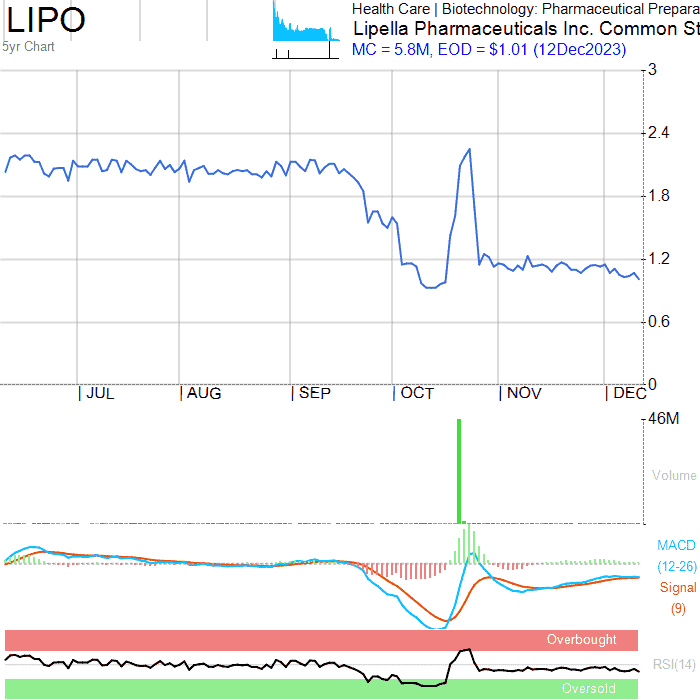 LIPO
5yr Chart
Health Care | Biotechnology: Pharmaceutical Prepara
Lipella Pharmaceuticals Inc. Common St
MC = 5.8M, EOD = $1.01 (12Dec2023)
3
2.4
1.8
1.2
0.6
0
|JUL |AUG |SEP |OCT |NOV |DEC
46M
Volume
MACD
(12-26)
Signal
(9)
Overbought
RSI(14)
Oversold